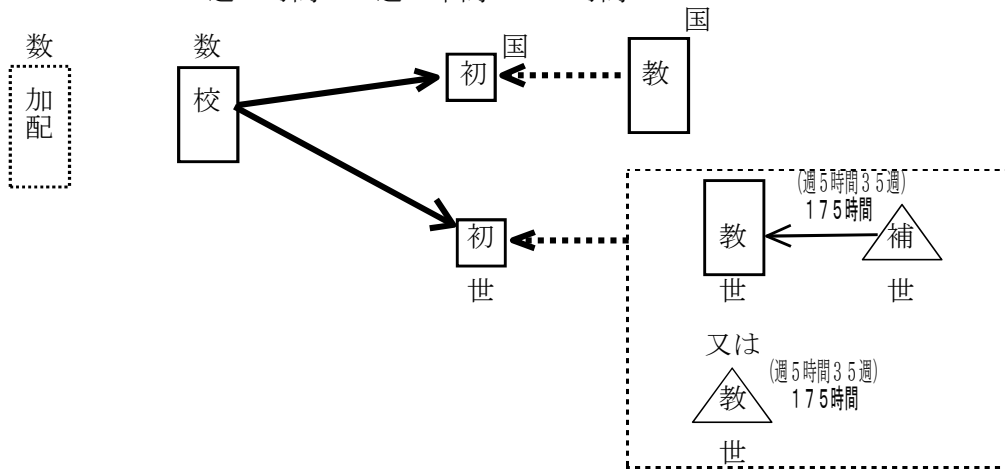 国
数
数
国
加
配
校
初
教
(週5時間35週)
175時間
初
教
補
世
世
世
又は
(週5時間35週)
175時間
教
世